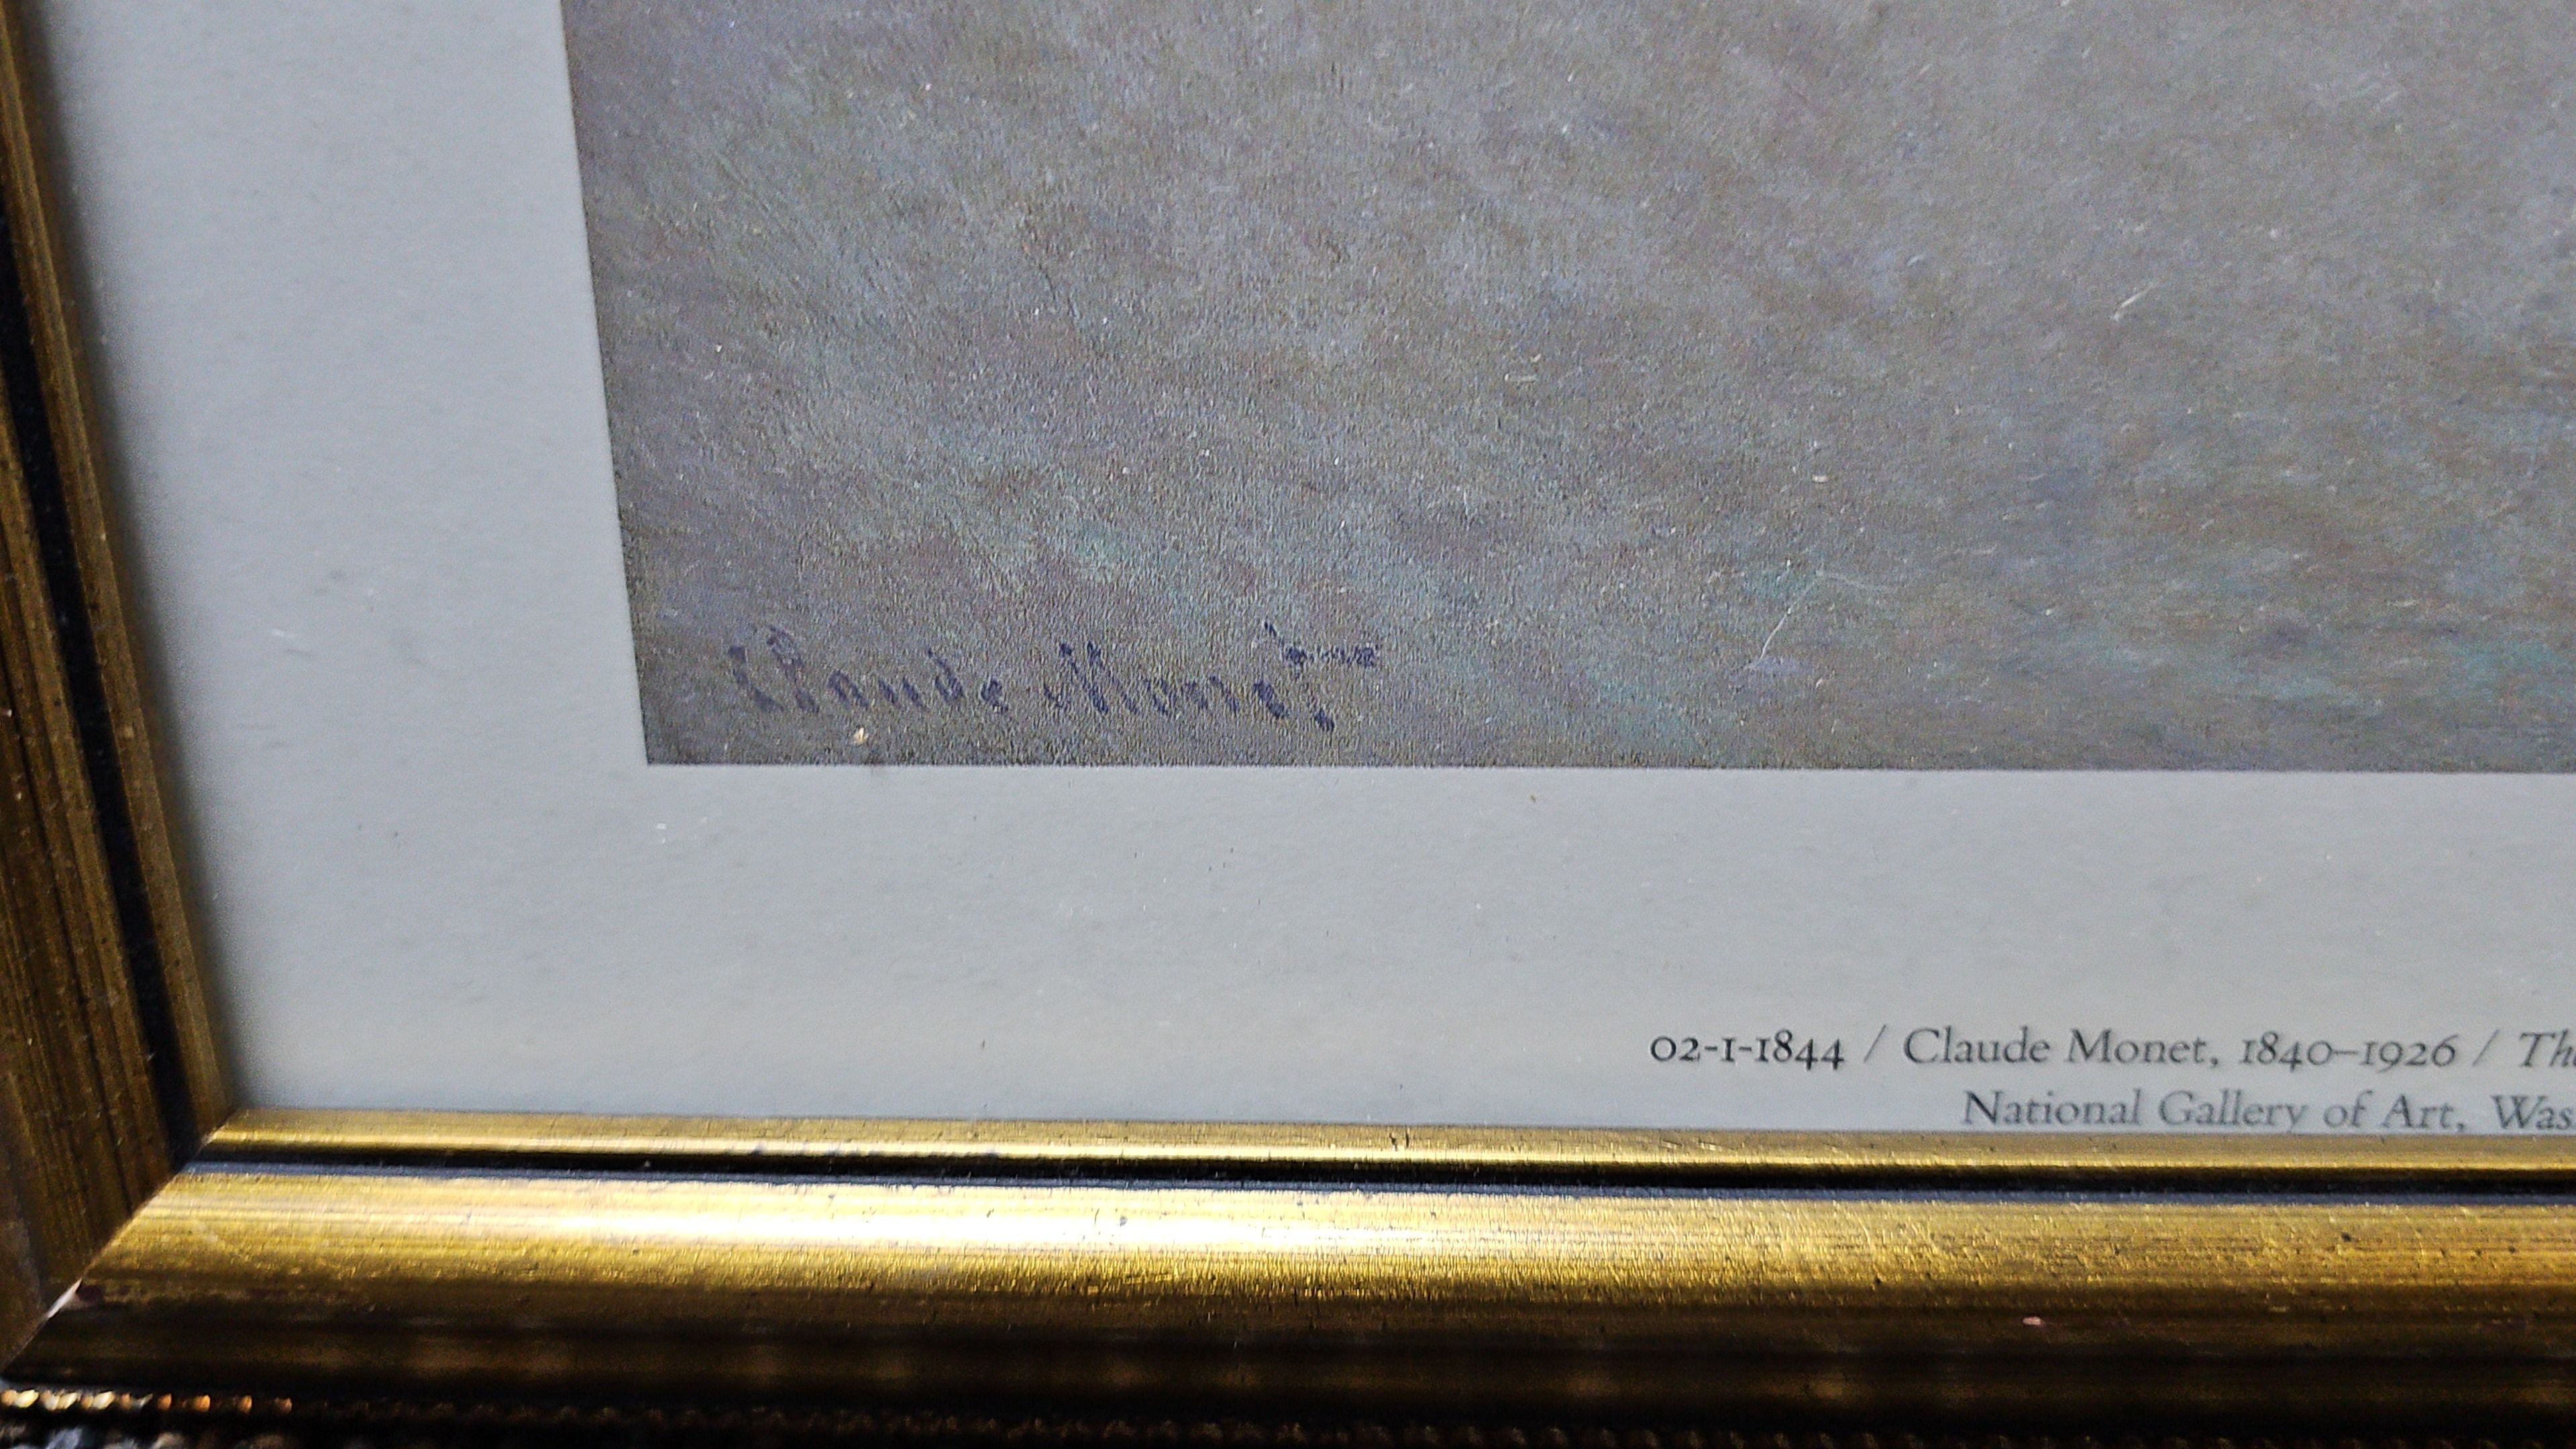 Claude Monet
02-1-1844 / Claude Monet, 1840–1926 / Th
National Gallery of Art, Was